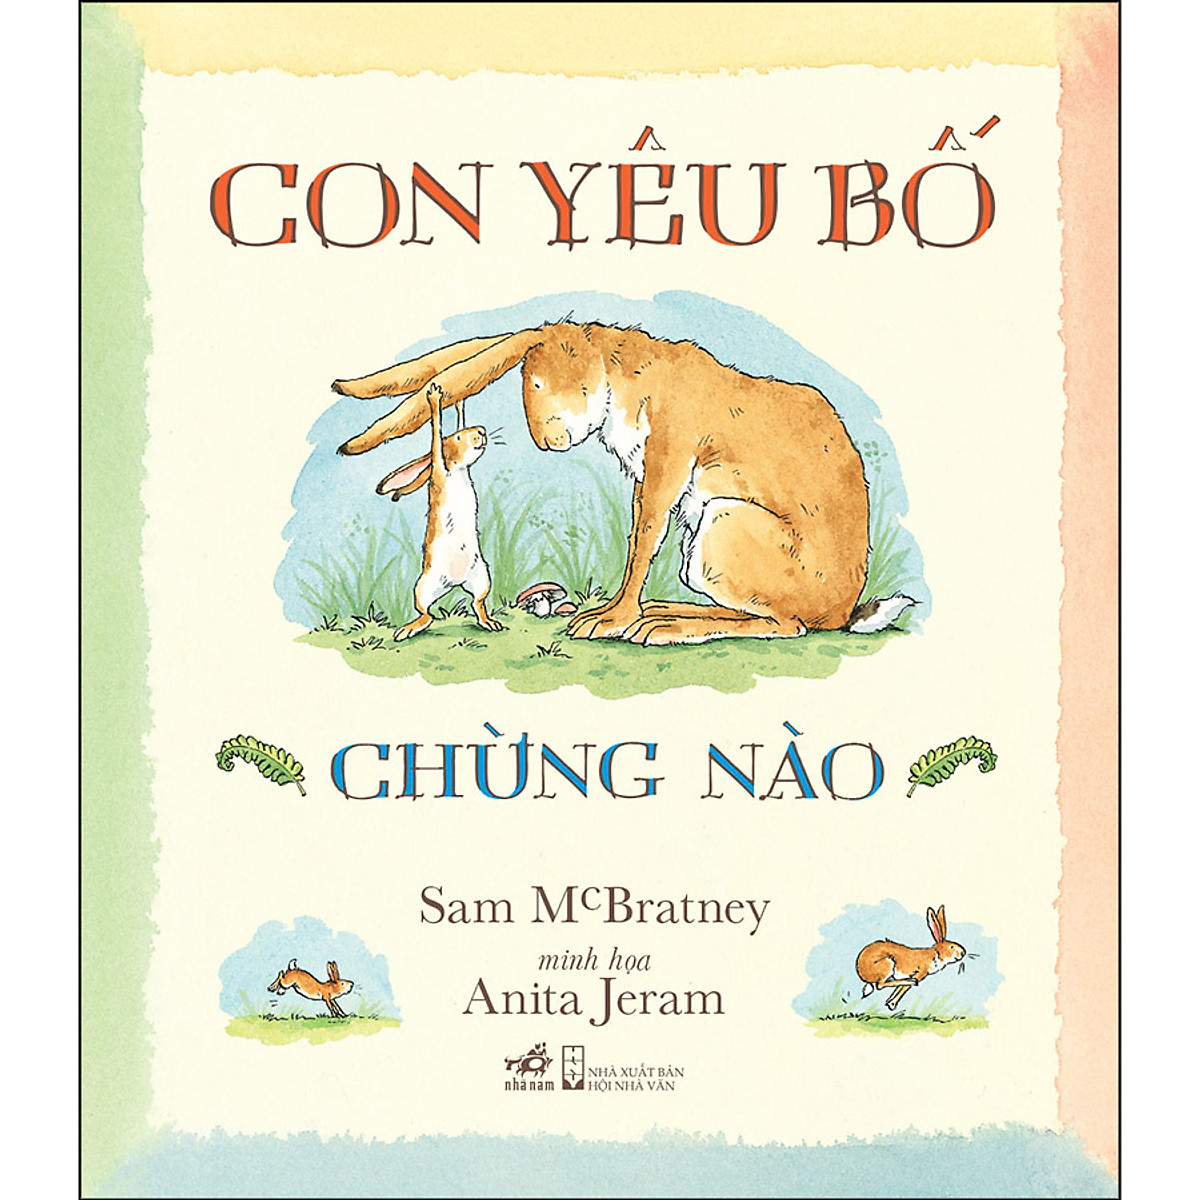 CON YÊU BỐ
CHỪNG NÀO
Sam McBratney
minh họa
Anita Jeram
nhã nam
NHÀ XUẤT BẢN
HỘI NHÀ VĂN